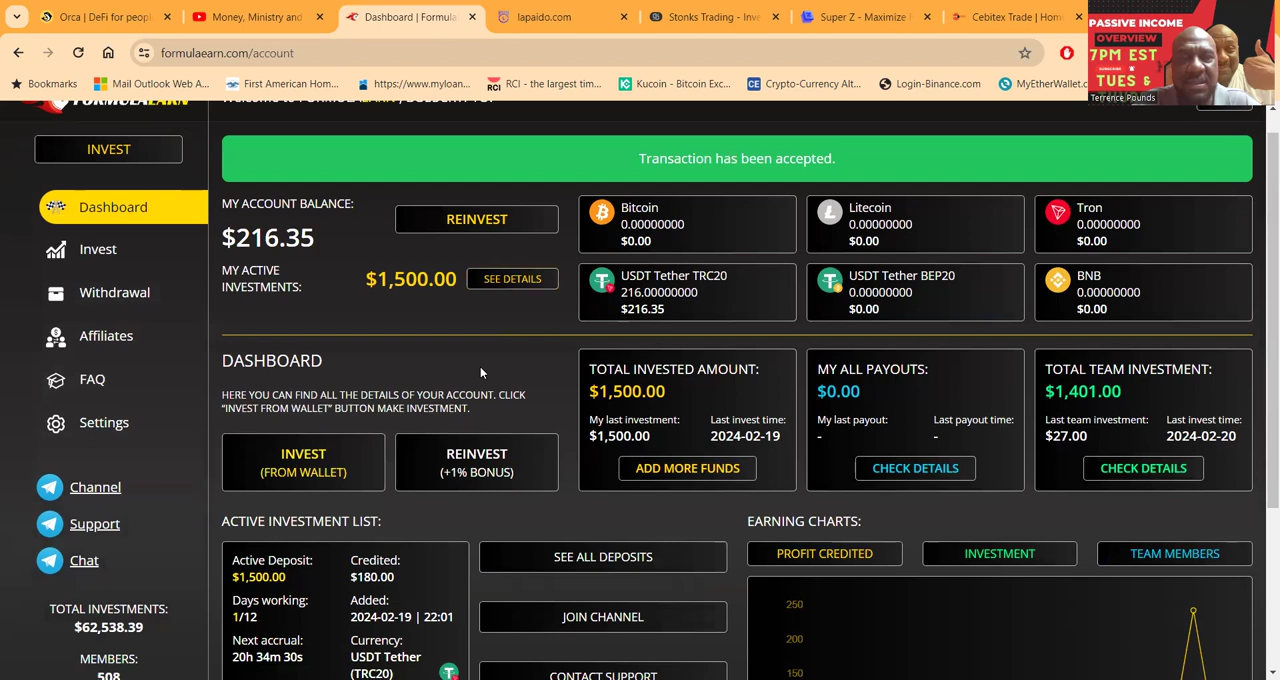 Orca | DeFi for peopl
Money, Ministry and
Dashboard | Formula
lapaido.com
Stonks Trading - Inve
Super Z - Maximize P
Cebitex Trade | Hom
formulaearn.com/account
Bookmarks
Mail Outlook Web A...
First American Hom...
https://www.myloan...
RCI
RCI - the largest tim...
Kucoin - Bitcoin Exc...
CE
Crypto-Currency Alt...
Login-Binance.com
MyEtherWallet.c
PASSIVE INCOME
OVERVIEW
7PM EST
TUES &
Terrence Pounds
INVEST
Dashboard
Invest
Withdrawal
Affiliates
FAQ
Settings
Channel
Support
Chat
TOTAL INVESTMENTS:
$62,538.39
MEMBERS:
508
Transaction has been accepted.
MY ACCOUNT BALANCE:
$216.35
REINVEST
MY ACTIVE
INVESTMENTS:
$1,500.00
SEE DETAILS
Bitcoin
0.00000000
$0.00
Litecoin
0.00000000
$0.00
Tron
0.00000000
$0.00
USDT Tether TRC20
216.00000000
$216.35
USDT Tether BEP20
0.00000000
$0.00
BNB
0.00000000
$0.00
DASHBOARD
HERE YOU CAN FIND ALL THE DETAILS OF YOUR ACCOUNT. CLICK
“INVEST FROM WALLET” BUTTON MAKE INVESTMENT.
INVEST
(FROM WALLET)
REINVEST
(+1% BONUS)
TOTAL INVESTED AMOUNT:
$1,500.00
My last investment: Last invest time:
$1,500.00 2024-02-19
ADD MORE FUNDS
MY ALL PAYOUTS:
$0.00
My last payout: Last payout time:
- -
CHECK DETAILS
TOTAL TEAM INVESTMENT:
$1,401.00
Last team investment: Last invest time:
$27.00 2024-02-20
CHECK DETAILS
ACTIVE INVESTMENT LIST:
Active Deposit: Credited:
$1,500.00 $180.00
Days working: Added:
1/12 2024-02-19 | 22:01
Next accrual: Currency:
20h 34m 30s USDT Tether
(TRC20)
SEE ALL DEPOSITS
JOIN CHANNEL
CONTACT SUPPORT
EARNING CHARTS:
PROFIT CREDITED
INVESTMENT
TEAM MEMBERS
250
200
150